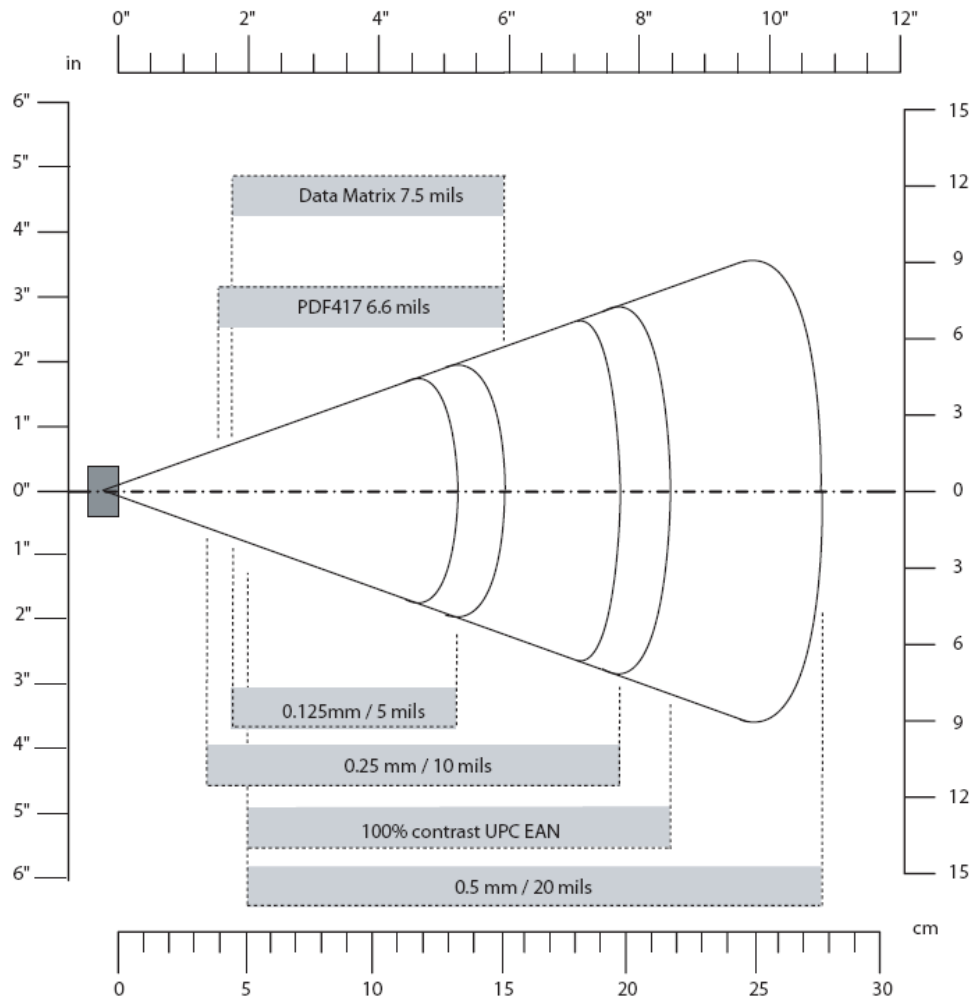 0" 2" 4" 6" 8" 10" 12"
in
6"
5"
4"
3"
2"
1"
0"
1"
2"
3"
4"
5"
6"
15
12
9
6
3
0
3
6
9
12
15
Data Matrix 7.5 mils
PDF417 6.6 mils
0.125mm / 5 mils
0.25 mm / 10 mils
100% contrast UPC EAN
0.5 mm / 20 mils
cm
0 5 10 15 20 25 30